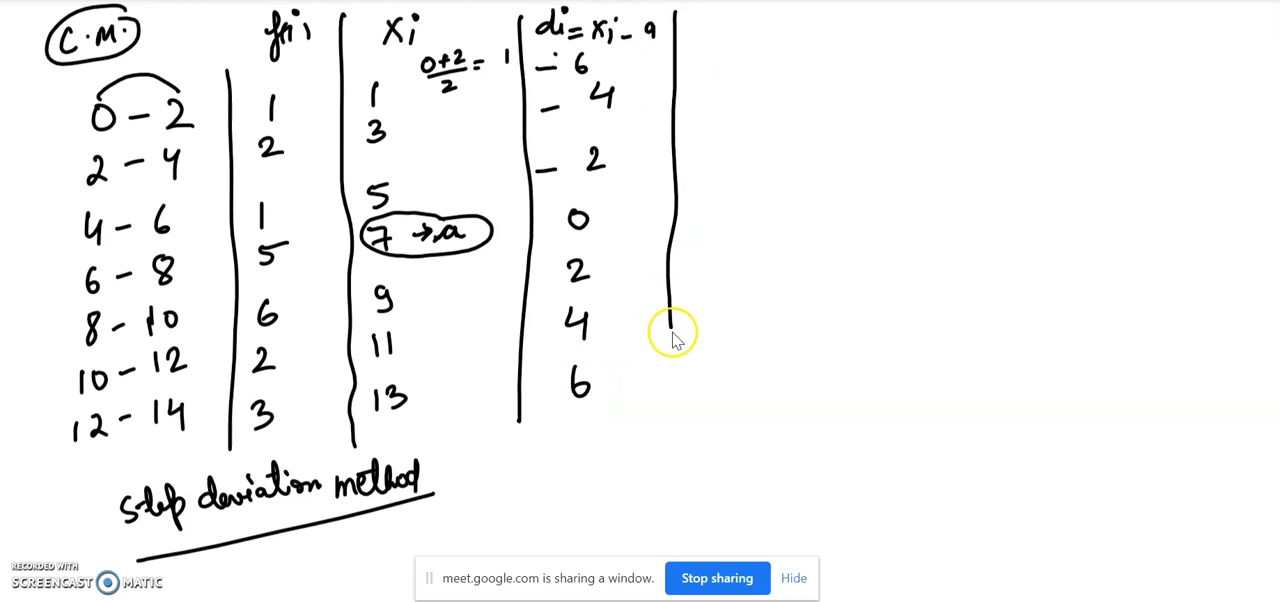 C.M. fri xi di = xi - a
0+2/2 = 1
- 6
0 - 2 1 1 - 4
2 - 4 2 3 - 2
4 - 6 1 5 0
6 - 8 5 7 → a 2
8 - 10 6 9 4
10 - 12 2 11 6
12 - 14 3 13
Step deviation method
RECORDED WITH
SCREENCAST MATIC
meet.google.com is sharing a window. Stop sharing Hide